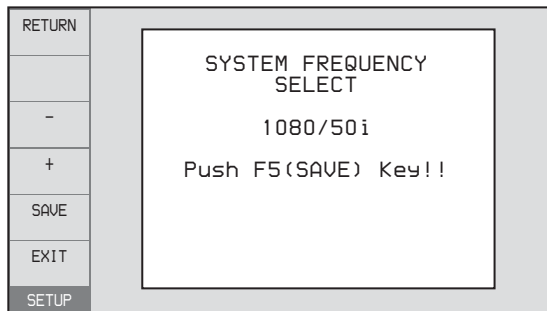 RETURN
-
+
SAVE
EXIT
SETUP
SYSTEM FREQUENCY
SELECT
1080/50i
Push F5(SAVE) Key!!